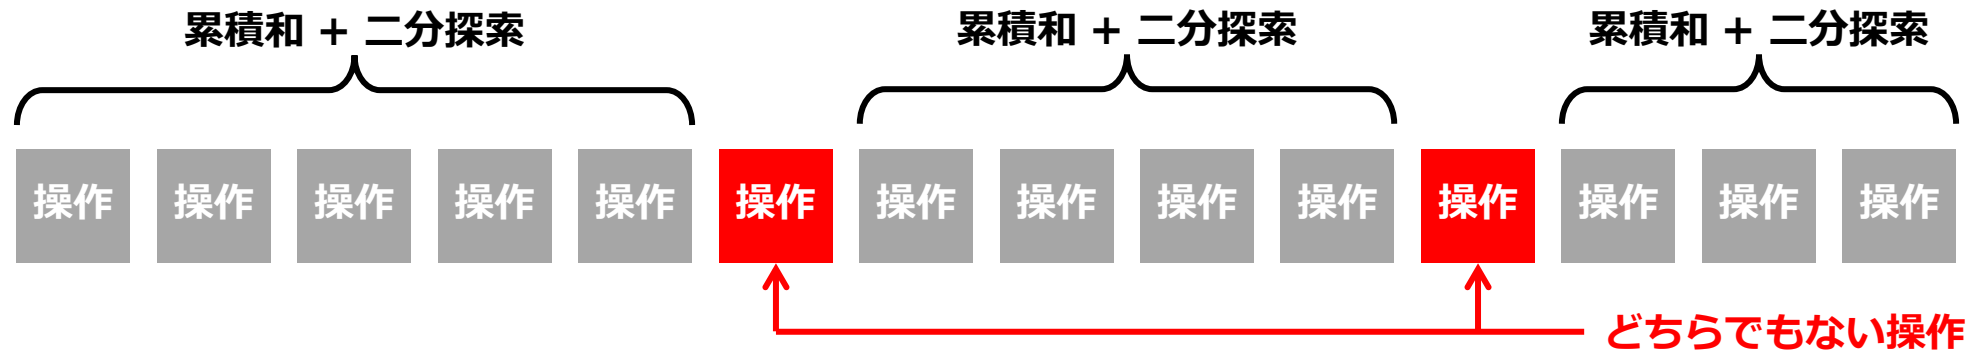 累積和 + 二分探索 累積和 + 二分探索 累積和 + 二分探索
操作 操作 操作 操作 操作 操作 操作 操作 操作 操作 操作 操作 操作 操作
どちらでもない操作